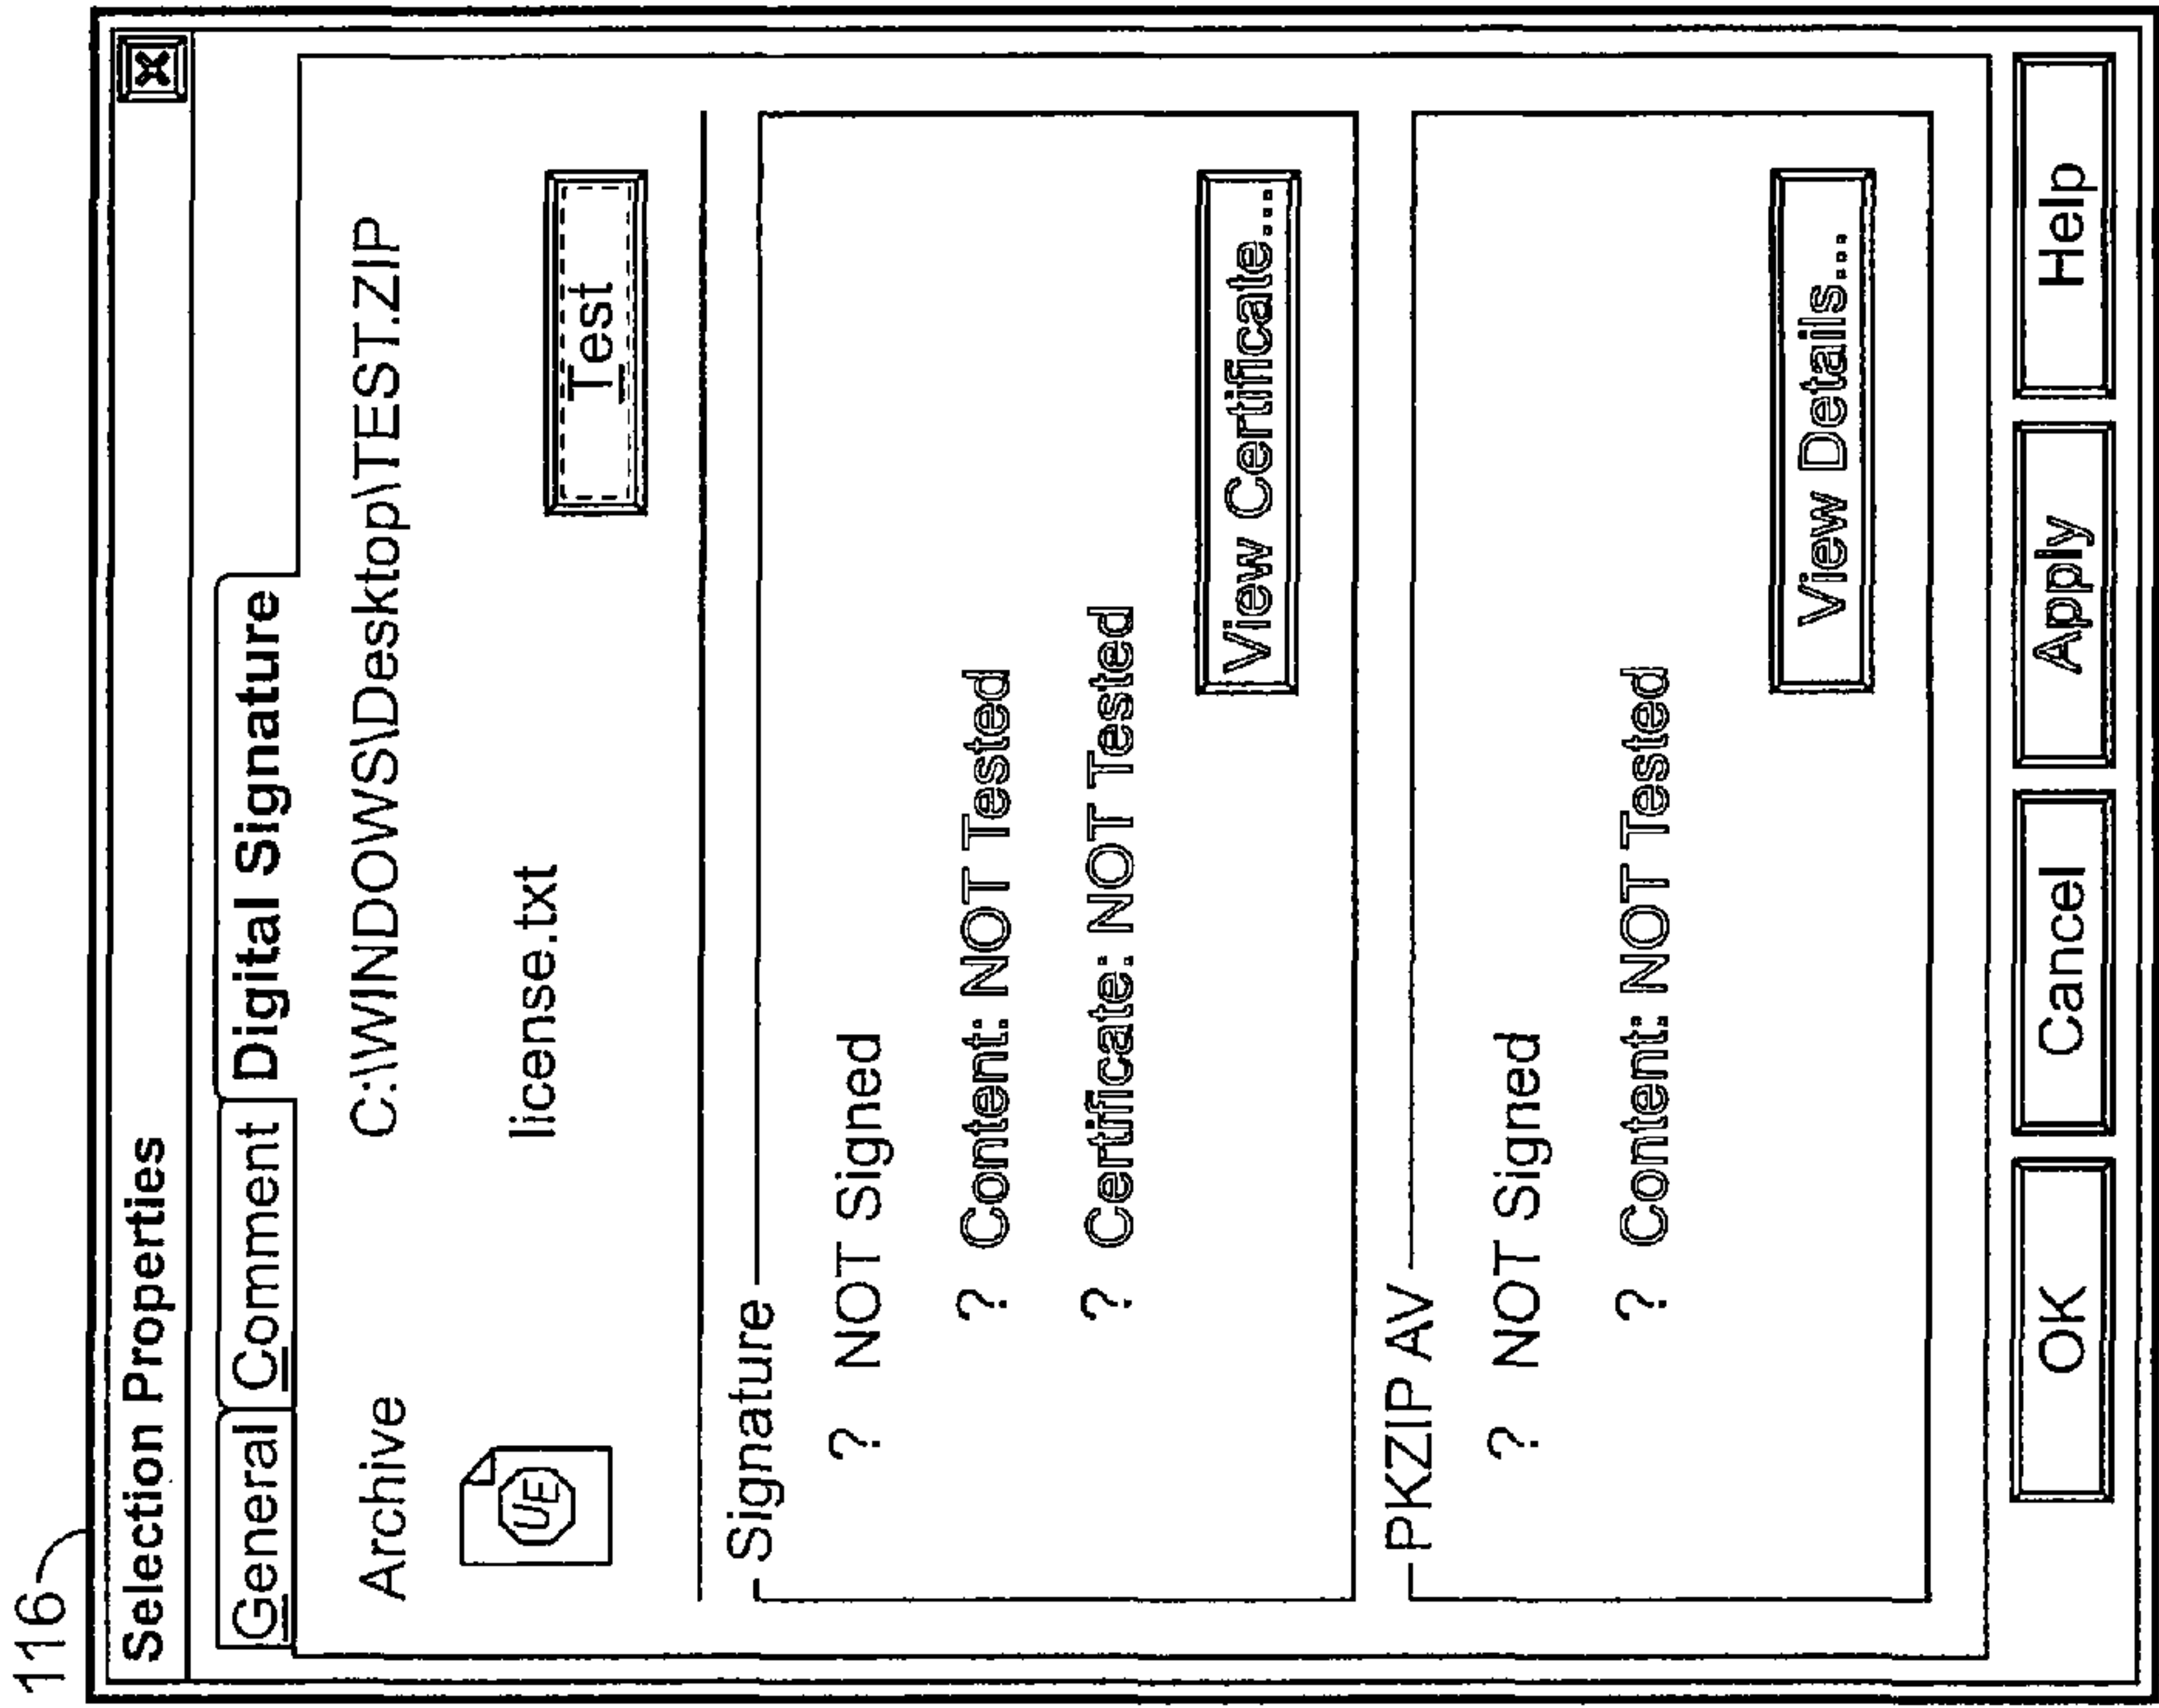 116
Selection Properties
General Comment Digital Signature
Archive C:\WINDOWS\Desktop\TEST.ZIP
UE license.txt
Test
Signature
? NOT Signed
? Content: NOT Tested
? Certificate: NOT Tested
View Certificate...
PKZIP AV
? NOT Signed
? Content: NOT Tested
View Details...
OK Cancel Apply Help